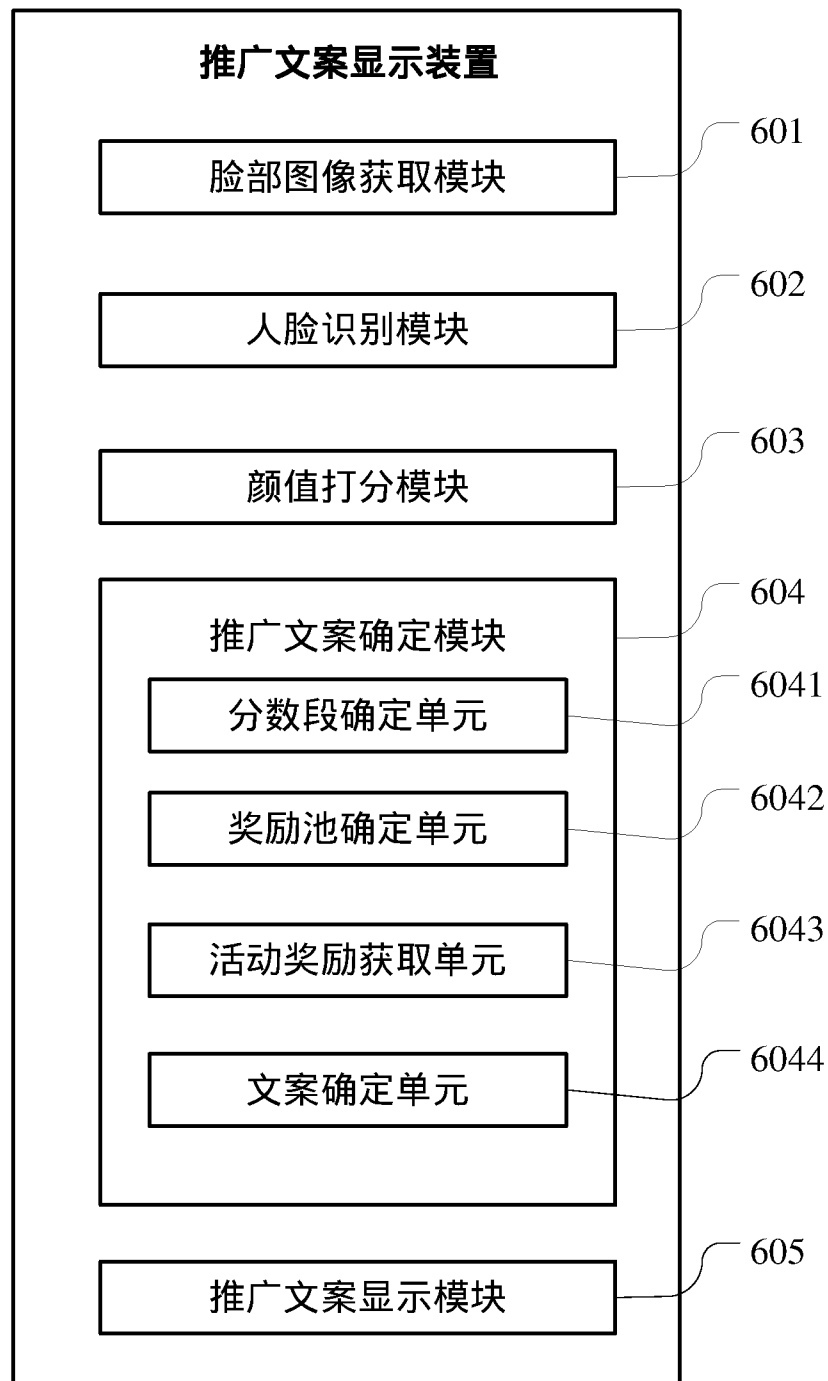 推广文案显示装置
脸部图像获取模块
601
人脸识别模块
602
颜值打分模块
603
推广文案确定模块
604
分数段确定单元
6041
奖励池确定单元
6042
活动奖励获取单元
6043
文案确定单元
6044
推广文案显示模块
605